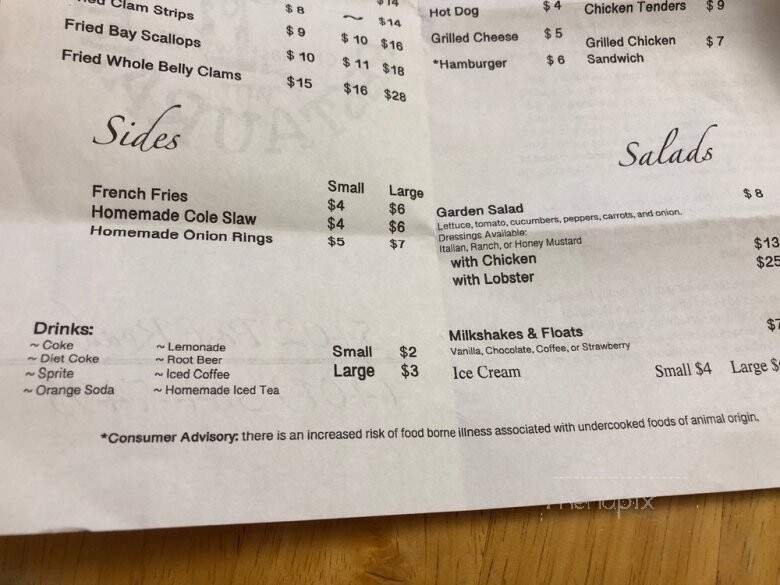 Clam Strips $8 ~ $14
$14
Fried Bay Scallops $9 $10 $16
Fried Whole Belly Clams $10 $11 $18
$15 $16 $28
Hot Dog $4
Grilled Cheese $5
*Hamburger $6
Chicken Tenders $9
Grilled Chicken $7
Sandwich
Sides
Small Large
French Fries $4 $6
Homemade Cole Slaw $4 $6
Homemade Onion Rings $5 $7
Salads
Garden Salad $8
Lettuce, tomato, cucumbers, peppers, carrots, and onion.
Dressings Available:
Italian, Ranch, or Honey Mustard
with Chicken $13
with Lobster $25
Drinks:
~ Coke
~ Diet Coke
~ Sprite
~ Orange Soda
~ Lemonade
~ Root Beer
~ Iced Coffee
~ Homemade Iced Tea
Small $2
Large $3
Milkshakes & Floats $7
Vanilla, Chocolate, Coffee, or Strawberry
Ice Cream Small $4 Large
*Consumer Advisory: there is an increased risk of food borne illness associated with undercooked foods of animal origin.
menupix